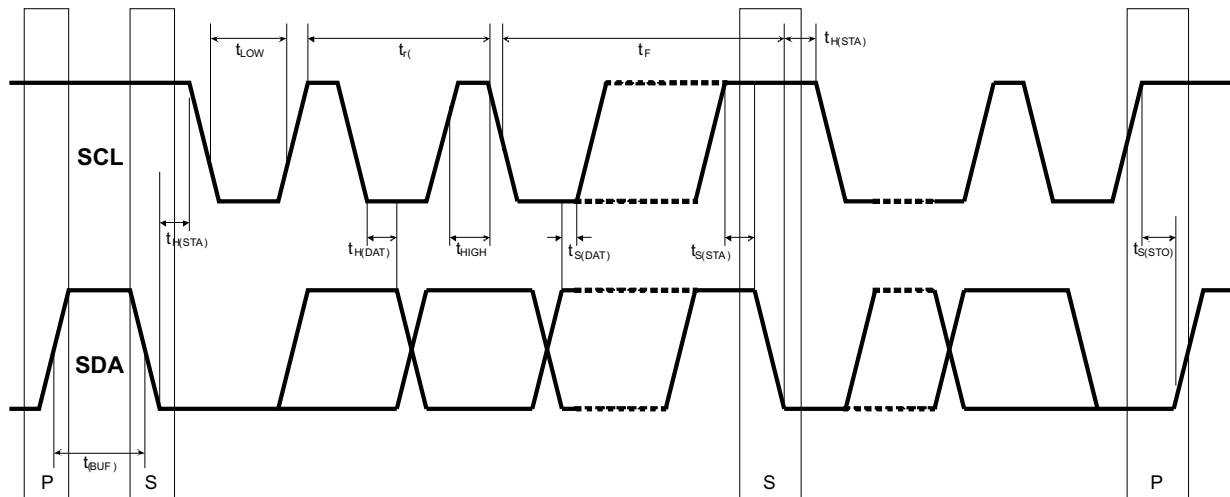 tLOW
tr(
tF
tH(STA)
SCL
tH(STA)
tH(DAT)
tHIGH
tS(DAT)
tS(STA)
tS(STO)
SDA
t(BUF)
P
S
S
P